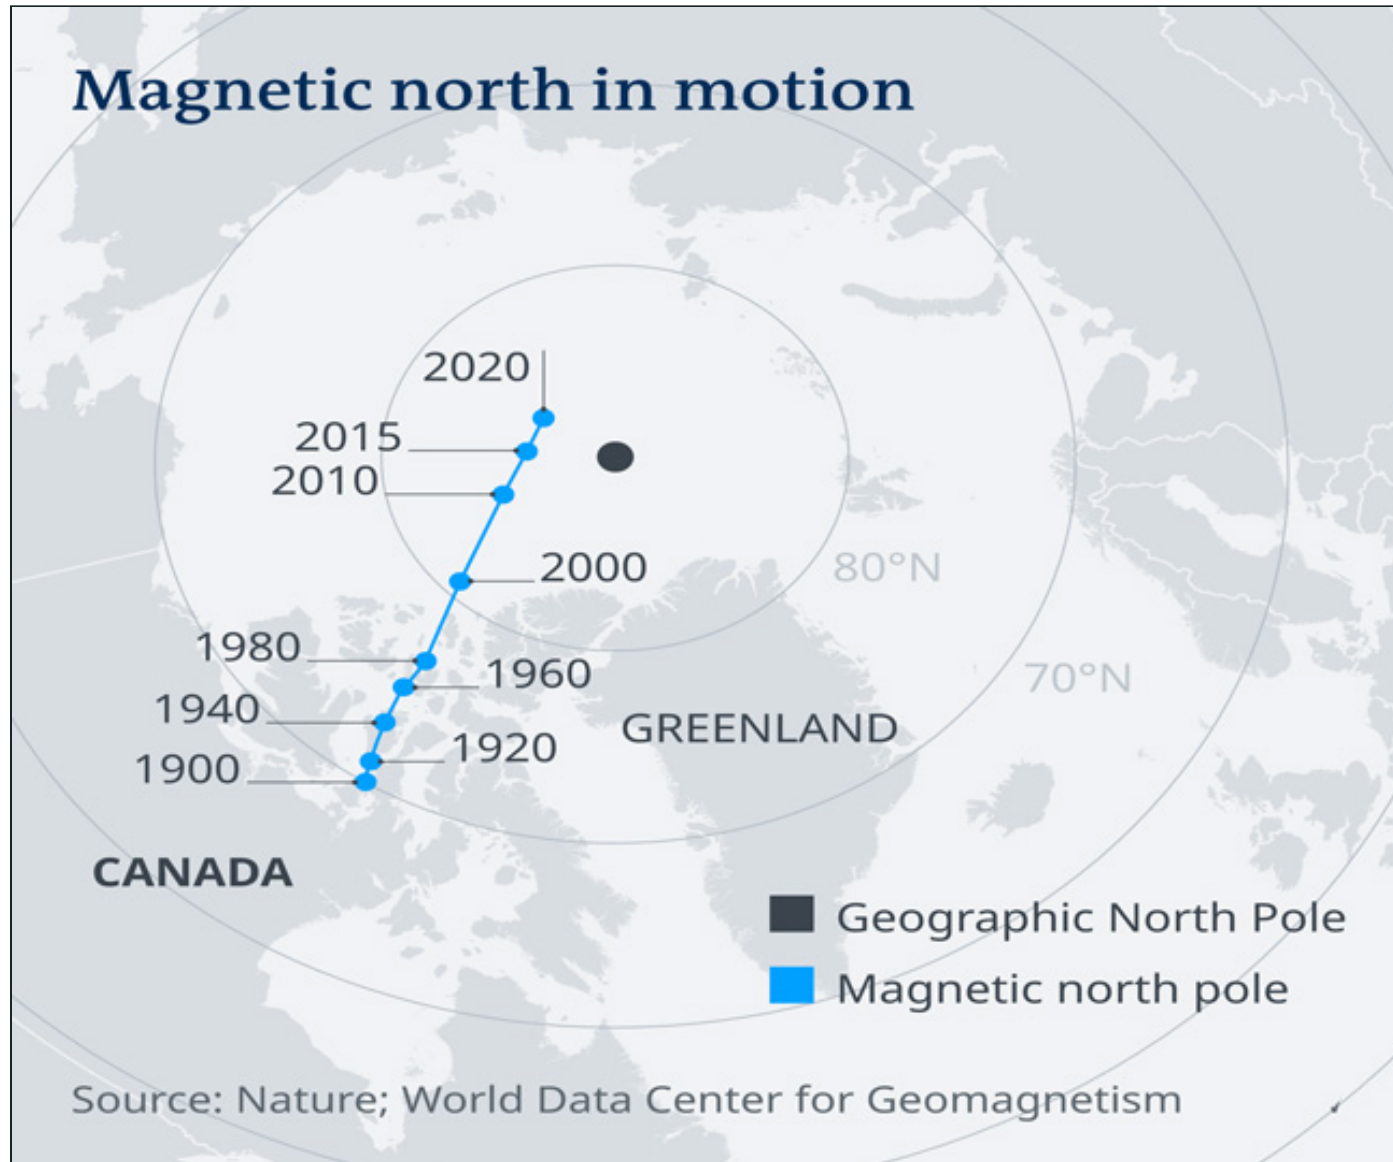 Magnetic north in motion
2020
2015
2010
2000
80°N
1980
1960
70°N
1940
GREENLAND
1920
1900
CANADA
Geographic North Pole
Magnetic north pole
Source: Nature; World Data Center for Geomagnetism